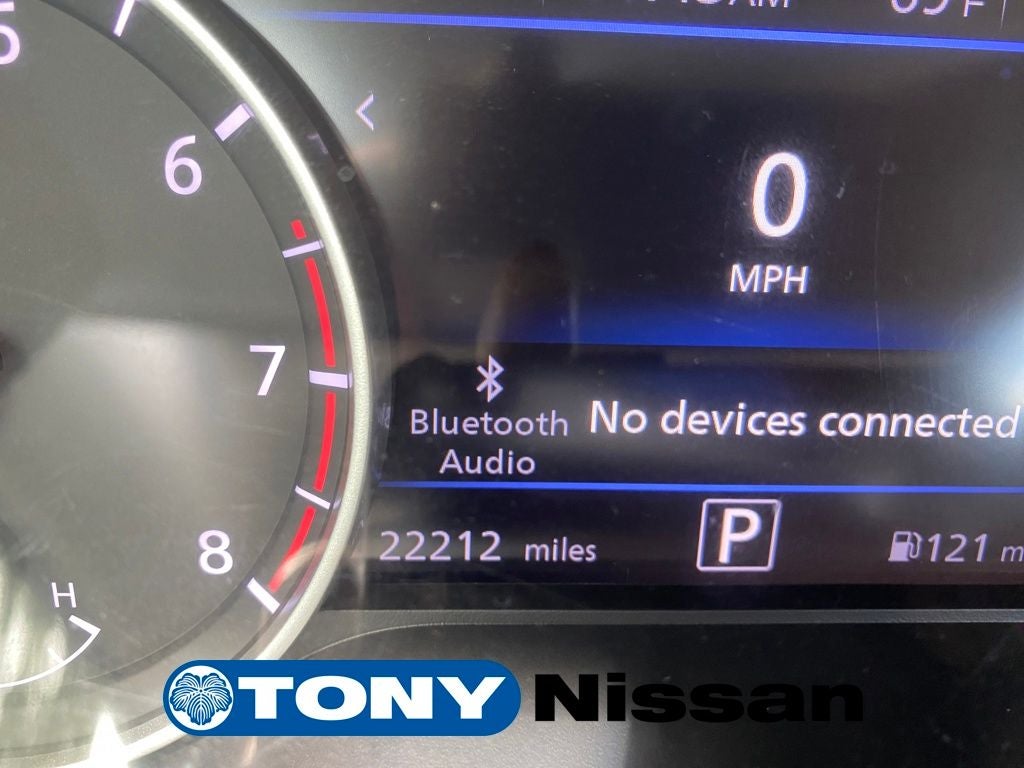 F
6
0
MPH
7
Bluetooth
Audio
No devices connected
8
22212 miles
P
121 m
H
TONY Nissan